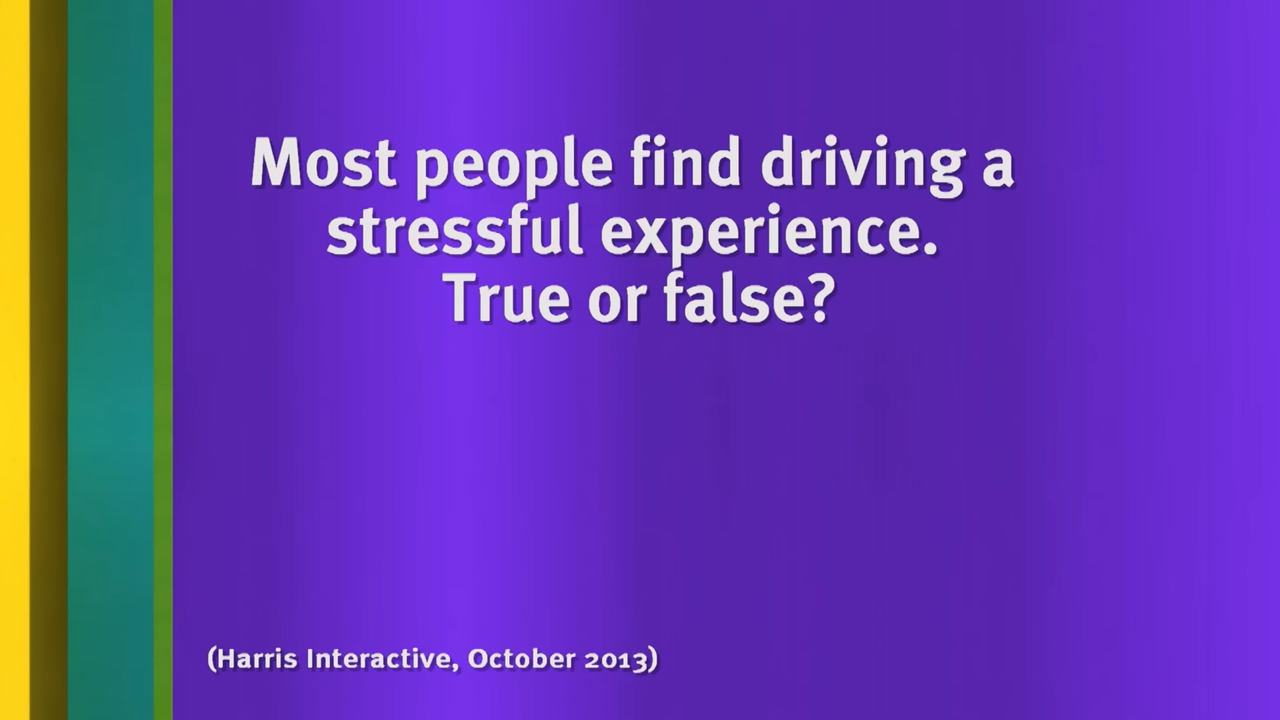 Most people find driving a
stressful experience.
True or false?
(Harris Interactive, October 2013)